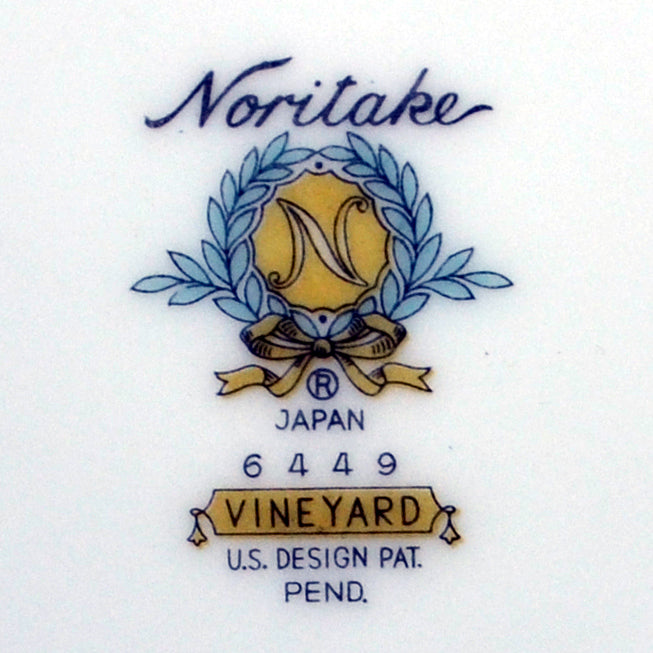 Noritake
N
®
JAPAN
6449
VINEYARD
U.S. DESIGN PAT.
PEND.